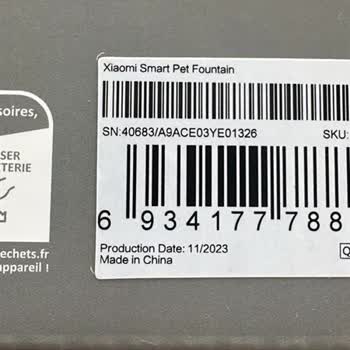 soires,
SER
TERIE
echets.fr
appareil !
Xiaomi Smart Pet Fountain
SN:40683/A9ACE03YE01326 SKU:
6 934177 788
Production Date: 11/2023
Made in China
Q